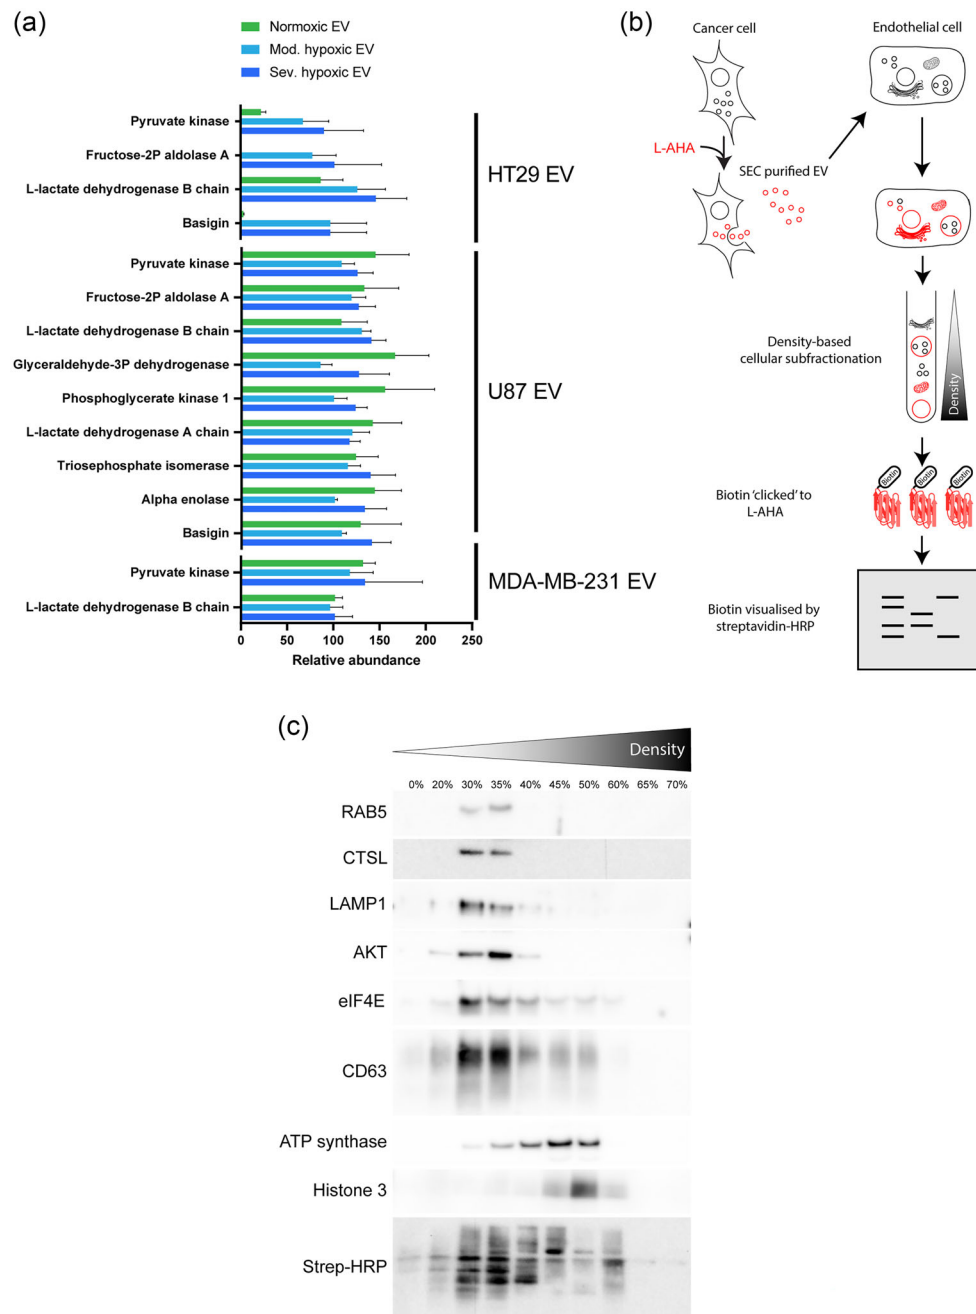 (a)
Normoxic EV
Mod. hypoxic EV
Sev. hypoxic EV
Pyruvate kinase
Fructose-2P aldolase A
L-lactate dehydrogenase B chain
Basigin
HT29 EV
Pyruvate kinase
Fructose-2P aldolase A
L-lactate dehydrogenase B chain
Glyceraldehyde-3P dehydrogenase
Phosphoglycerate kinase 1
L-lactate dehydrogenase A chain
Triosephosphate isomerase
Alpha enolase
Basigin
U87 EV
Pyruvate kinase
L-lactate dehydrogenase B chain
MDA-MB-231 EV
0 50 100 150 200 250
Relative abundance
(b)
Cancer cell
Endothelial cell
L-AHA
SEC purified EV
Density-based
cellular subfractionation
Density
Biotin 'clicked' to
L-AHA
Biotin
Biotin
Biotin
Biotin visualised by
streptavidin-HRP
(c)
Density
0% 20% 30% 35% 40% 45% 50% 60% 65% 70%
RAB5
CTSL
LAMP1
AKT
eIF4E
CD63
ATP synthase
Histone 3
Strep-HRP